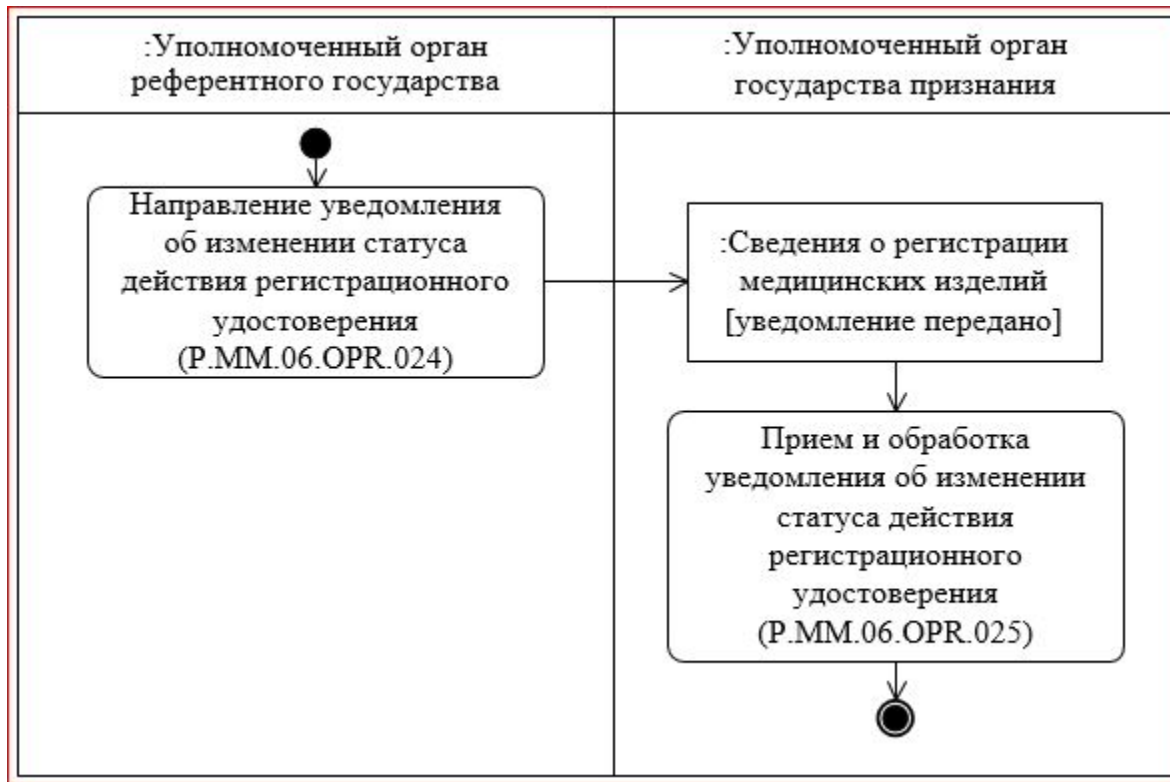 :Уполномоченный орган
референтного государства
:Уполномоченный орган
государства признания
Направление уведомления
об изменении статуса
действия регистрационного
удостоверения
(P.MM.06.OPR.024)
:Сведения о регистрации
медицинских изделий
[уведомление передано]
Прием и обработка
уведомления об изменении
статуса действия
регистрационного
удостоверения
(P.MM.06.OPR.025)